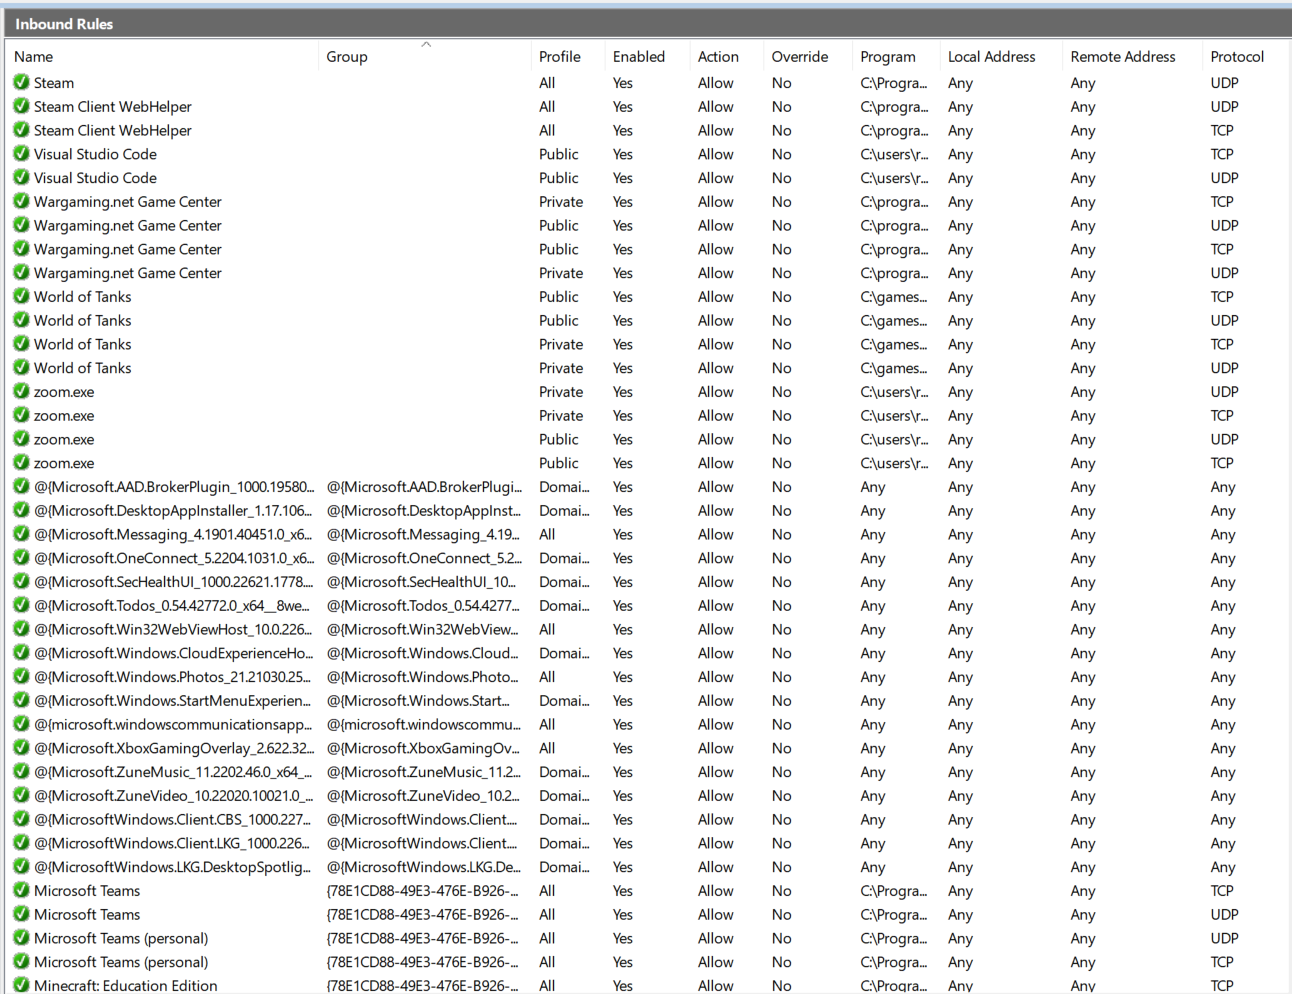 Inbound Rules
Name Group Profile Enabled Action Override Program Local Address Remote Address Protocol
Steam All Yes Allow No C:\Progra... Any Any UDP
Steam Client WebHelper All Yes Allow No C:\progra... Any Any UDP
Steam Client WebHelper All Yes Allow No C:\progra... Any Any TCP
Visual Studio Code Public Yes Allow No C:\users\r... Any Any TCP
Visual Studio Code Public Yes Allow No C:\users\r... Any Any UDP
Wargaming.net Game Center Private Yes Allow No C:\progra... Any Any TCP
Wargaming.net Game Center Public Yes Allow No C:\progra... Any Any UDP
Wargaming.net Game Center Public Yes Allow No C:\progra... Any Any TCP
Wargaming.net Game Center Private Yes Allow No C:\progra... Any Any UDP
World of Tanks Public Yes Allow No C:\games... Any Any TCP
World of Tanks Public Yes Allow No C:\games... Any Any UDP
World of Tanks Private Yes Allow No C:\games... Any Any TCP
World of Tanks Private Yes Allow No C:\games... Any Any UDP
zoom.exe Private Yes Allow No C:\users\r... Any Any UDP
zoom.exe Private Yes Allow No C:\users\r... Any Any TCP
zoom.exe Public Yes Allow No C:\users\r... Any Any UDP
zoom.exe Public Yes Allow No C:\users\r... Any Any TCP
@{Microsoft.AAD.BrokerPlugin_1000.19580... @{Microsoft.AAD.BrokerPlugi... Domai... Yes Allow No Any Any Any Any
@{Microsoft.DesktopAppInstaller_1.17.106... @{Microsoft.DesktopAppInst... Domai... Yes Allow No Any Any Any Any
@{Microsoft.Messaging_4.1901.40451.0_x6... @{Microsoft.Messaging_4.19... All Yes Allow No Any Any Any Any
@{Microsoft.OneConnect_5.2204.1031.0_x6... @{Microsoft.OneConnect_5.2... Domai... Yes Allow No Any Any Any Any
@{Microsoft.SecHealthUI_1000.22621.1778.... @{Microsoft.SecHealthUI_10... Domai... Yes Allow No Any Any Any Any
@{Microsoft.Todos_0.54.42772.0_x64__8we... @{Microsoft.Todos_0.54.4277... Domai... Yes Allow No Any Any Any Any
@{Microsoft.Win32WebViewHost_10.0.226... @{Microsoft.Win32WebView... All Yes Allow No Any Any Any Any
@{Microsoft.Windows.CloudExperienceHo... @{Microsoft.Windows.Cloud... Domai... Yes Allow No Any Any Any Any
@{Microsoft.Windows.Photos_21.21030.25... @{Microsoft.Windows.Photo... All Yes Allow No Any Any Any Any
@{Microsoft.Windows.StartMenuExperien... @{Microsoft.Windows.Start... Domai... Yes Allow No Any Any Any Any
@{microsoft.windowscommunicationsapp... @{microsoft.windowscommu... All Yes Allow No Any Any Any Any
@{Microsoft.XboxGamingOverlay_2.622.32... @{Microsoft.XboxGamingOv... All Yes Allow No Any Any Any Any
@{Microsoft.ZuneMusic_11.2202.46.0_x64_... @{Microsoft.ZuneMusic_11.2... Domai... Yes Allow No Any Any Any Any
@{Microsoft.ZuneVideo_10.22020.10021.0_... @{Microsoft.ZuneVideo_10.2... Domai... Yes Allow No Any Any Any Any
@{MicrosoftWindows.Client.CBS_1000.227... @{MicrosoftWindows.Client.... Domai... Yes Allow No Any Any Any Any
@{MicrosoftWindows.Client.LKG_1000.226... @{MicrosoftWindows.Client.... Domai... Yes Allow No Any Any Any Any
@{MicrosoftWindows.LKG.DesktopSpotlig... @{MicrosoftWindows.LKG.De... Domai... Yes Allow No Any Any Any Any
Microsoft Teams {78E1CD88-49E3-476E-B926-... All Yes Allow No C:\Progra... Any Any TCP
Microsoft Teams {78E1CD88-49E3-476E-B926-... All Yes Allow No C:\Progra... Any Any UDP
Microsoft Teams (personal) {78E1CD88-49E3-476E-B926-... All Yes Allow No C:\Progra... Any Any UDP
Microsoft Teams (personal) {78E1CD88-49E3-476E-B926-... All Yes Allow No C:\Progra... Any Any TCP
Minecraft: Education Edition {78E1CD88-49E3-476E-B926-... All Yes Allow No C:\Progra... Any Any TCP